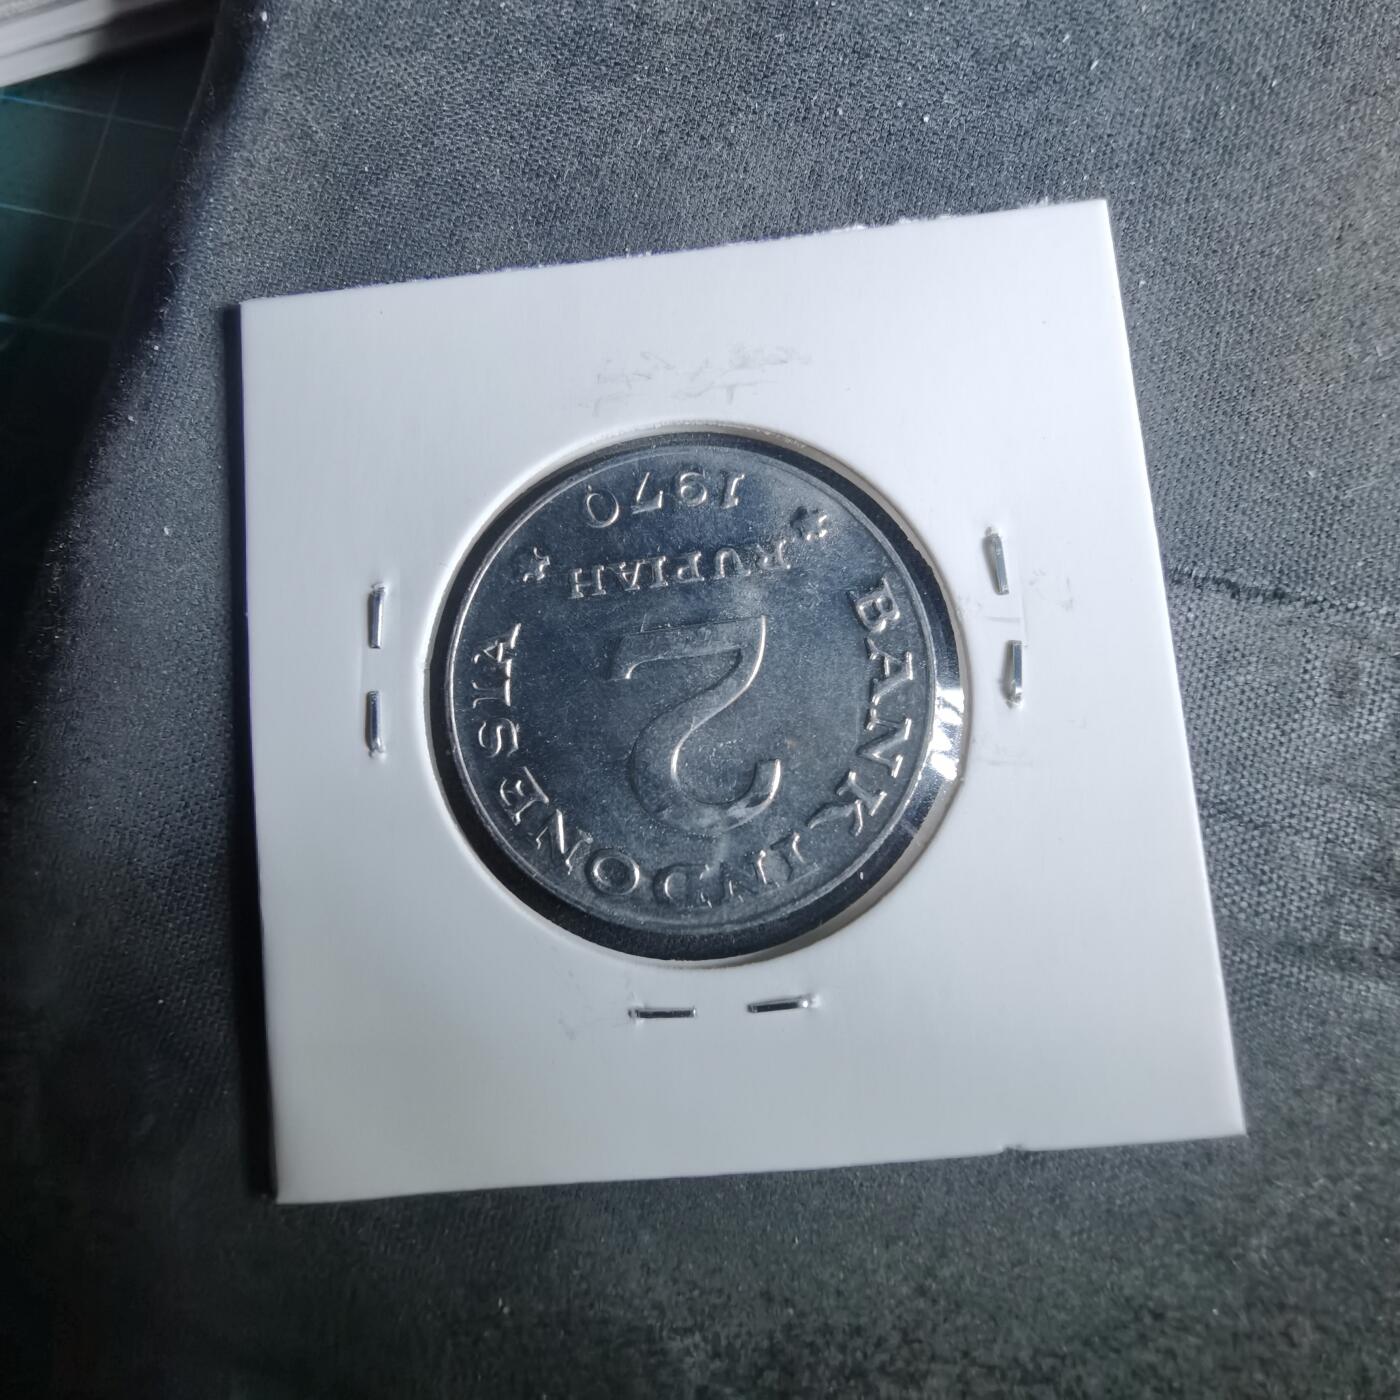 BANK INDONESIA
2
RUPIAH
1970